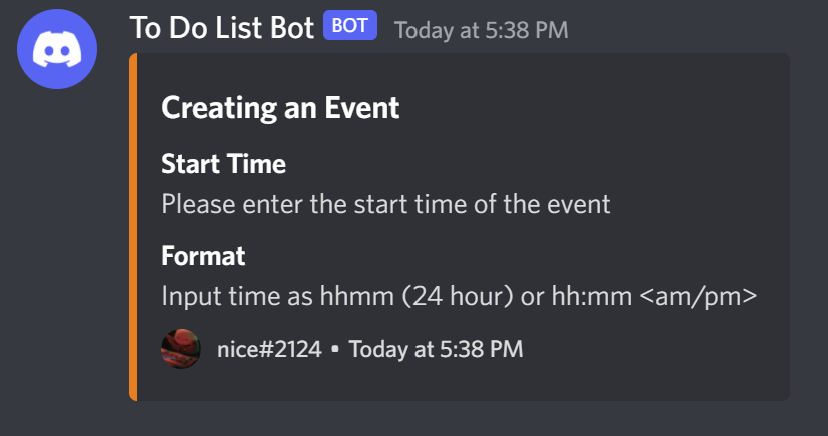 To Do List Bot BOT Today at 5:38 PM
Creating an Event
Start Time
Please enter the start time of the event
Format
Input time as hhmm (24 hour) or hh:mm <am/pm>
nice#2124 • Today at 5:38 PM